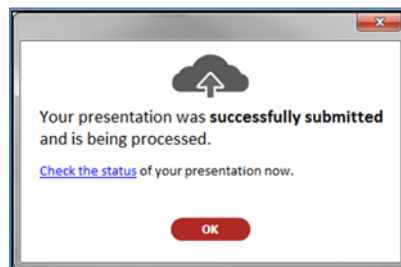 Your presentation was successfully submitted
and is being processed.
Check the status of your presentation now.
OK